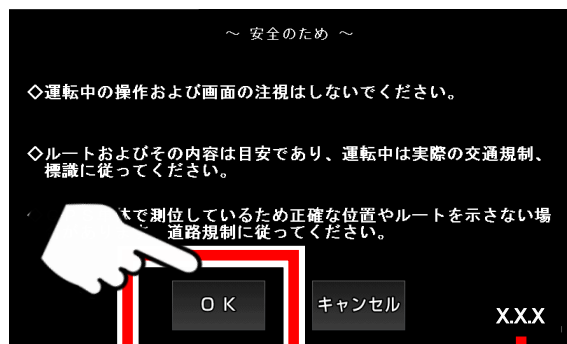 ～ 安全のため ～
◇運転中の操作および画面の注視はしないでください。
◇ルートおよびその内容は目安であり、運転中は実際の交通規制、
標識に従ってください。
で測位しているため正確な位置やルートを示さない場
道路規制に従ってください。
ＯＫ
キャンセル
X.X.X